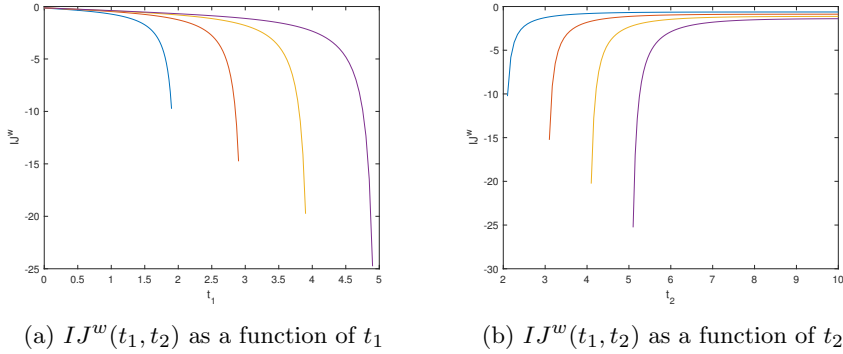 0
-5
-10
-15
-20
-25
IJ^w
0 0.5 1 1.5 2 2.5 3 3.5 4 4.5 5
t_1
0
-5
-10
-15
-20
-25
-30
IJ^w
2 3 4 5 6 7 8 9 10
t_2
(a) IJ^w(t_1, t_2) as a function of t_1
(b) IJ^w(t_1, t_2) as a function of t_2